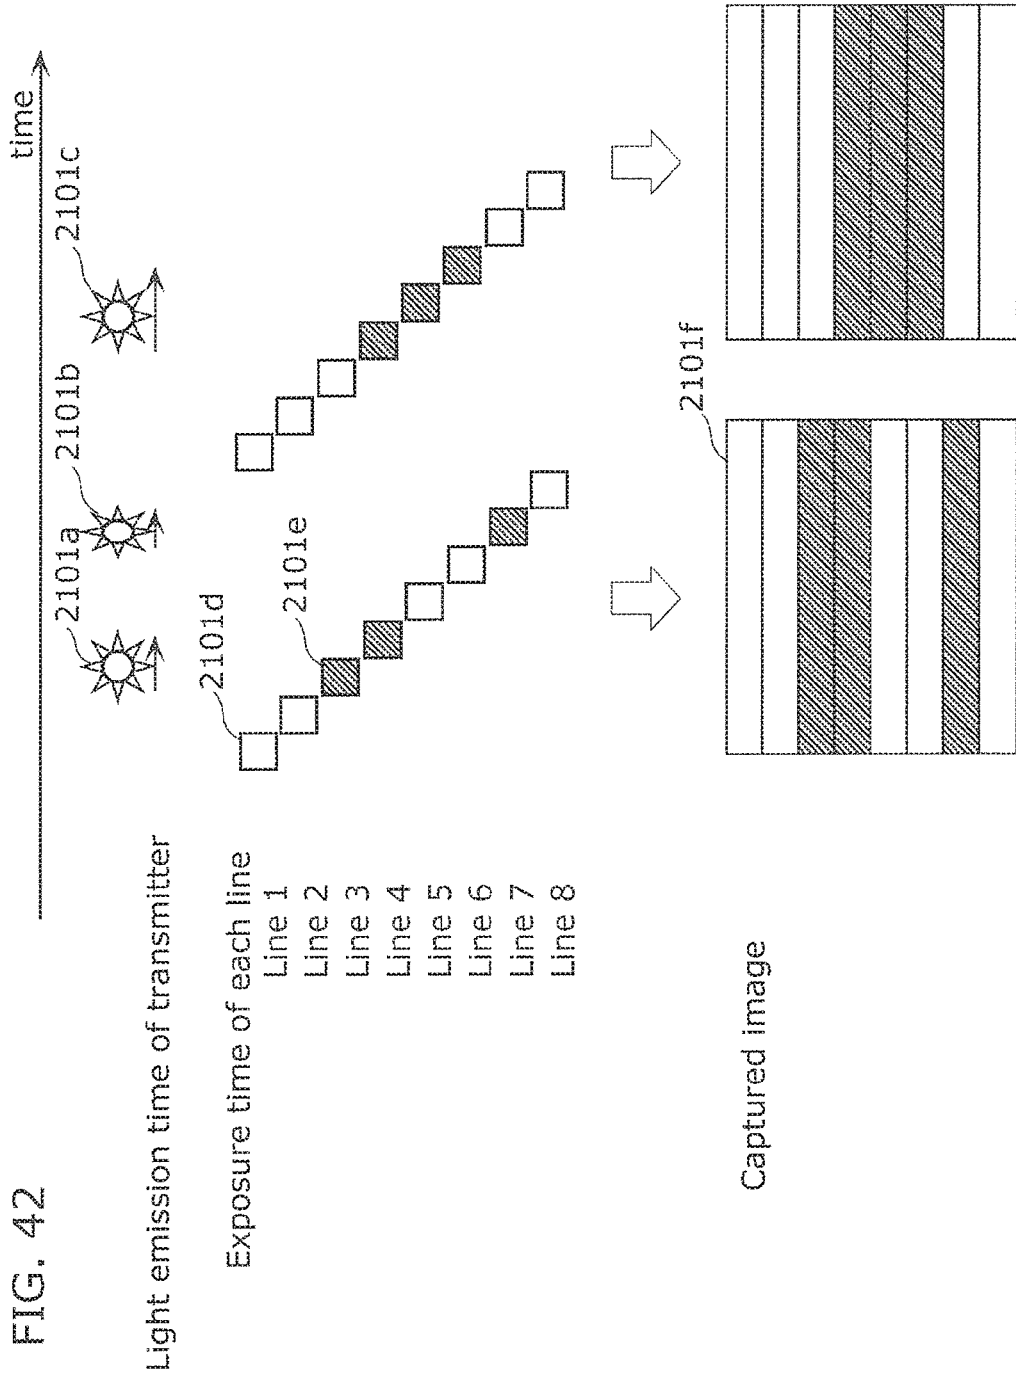 FIG. 42
time
Light emission time of transmitter
2101a
2101b
2101c
Exposure time of each line
Line 1
Line 2
Line 3
Line 4
Line 5
Line 6
Line 7
Line 8
2101d
2101e
Captured image
2101f